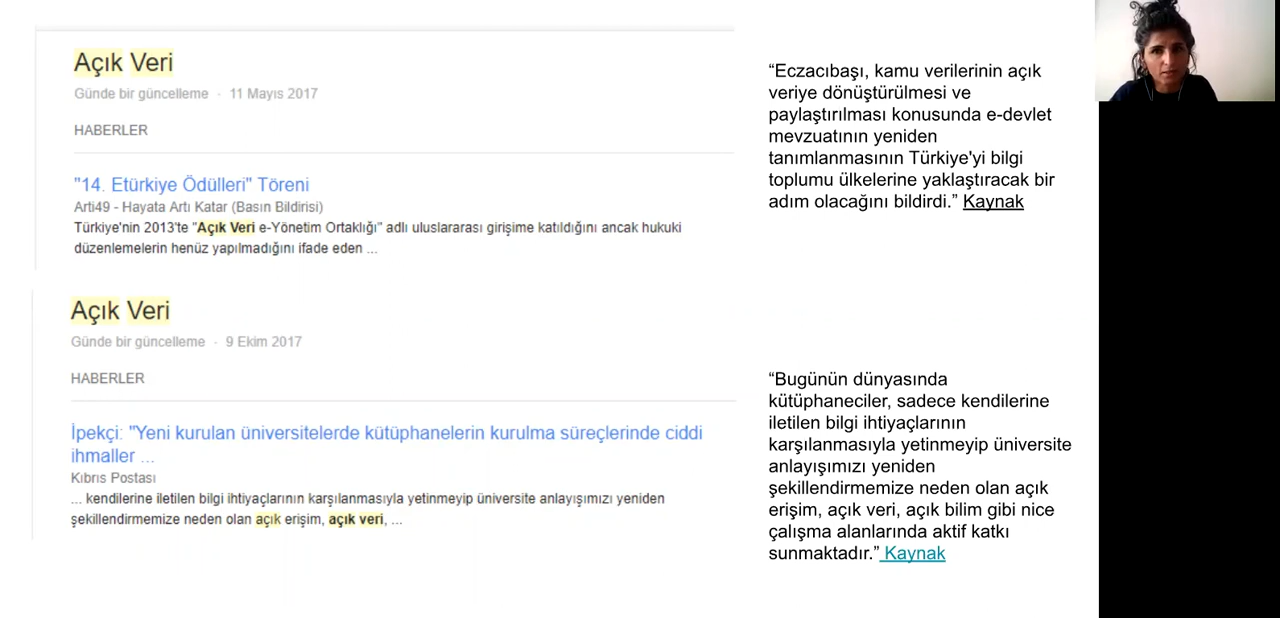 Açık Veri
Günde bir güncelleme · 11 Mayıs 2017
HABERLER
"14. Etürkiye Ödülleri" Töreni
Arti49 - Hayata Artı Katar (Basın Bildirisi)
Türkiye'nin 2013'te "Açık Veri e-Yönetim Ortaklığı" adlı uluslararası girişime katıldığını ancak hukuki
düzenlemelerin henüz yapılmadığını ifade eden ...
“Eczacıbaşı, kamu verilerinin açık
veriye dönüştürülmesi ve
paylaştırılması konusunda e-devlet
mevzuatının yeniden
tanımlanmasının Türkiye'yi bilgi
toplumu ülkelerine yaklaştıracak bir
adım olacağını bildirdi.” Kaynak
Açık Veri
Günde bir güncelleme · 9 Ekim 2017
HABERLER
İpekçi: "Yeni kurulan üniversitelerde kütüphanelerin kurulma süreçlerinde ciddi
ihmaller ...
Kıbrıs Postası
... kendilerine iletilen bilgi ihtiyaçlarının karşılanmasıyla yetinmeyip üniversite anlayışımızı yeniden
şekillendirmemize neden olan açık erişim, açık veri, ...
“Bugünün dünyasında
kütüphaneciler, sadece kendilerine
iletilen bilgi ihtiyaçlarının
karşılanmasıyla yetinmeyip üniversite
anlayışımızı yeniden
şekillendirmemize neden olan açık
erişim, açık veri, açık bilim gibi nice
çalışma alanlarında aktif katkı
sunmaktadır.” Kaynak